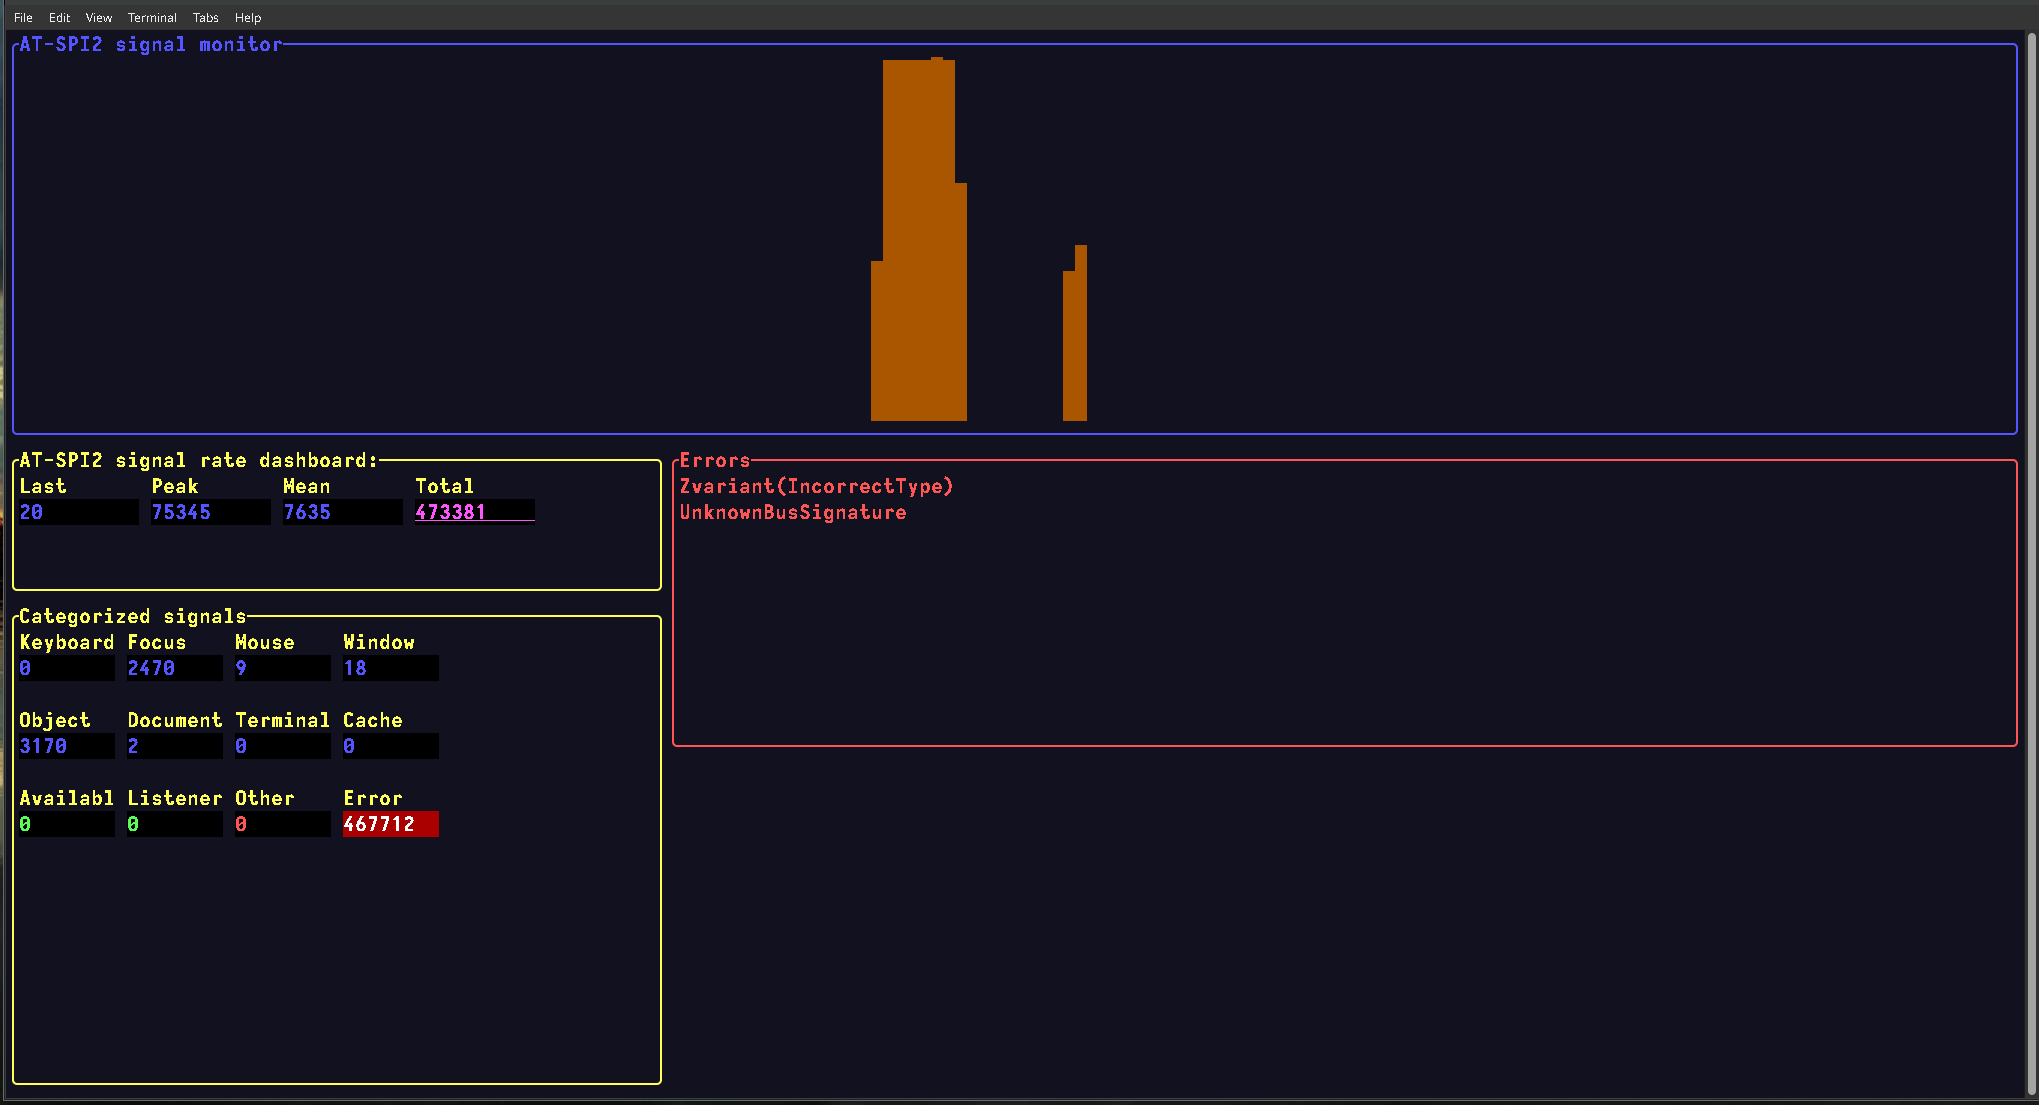 File Edit View Terminal Tabs Help
AT-SPI2 signal monitor
AT-SPI2 signal rate dashboard:
Last Peak Mean Total
20 75345 7635 473381
Errors
Zvariant(IncorrectType)
UnknownBusSignature
Categorized signals
Keyboard Focus Mouse Window
0 2470 9 18
Object Document Terminal Cache
3170 2 0 0
Availabl Listener Other Error
0 0 0 467712